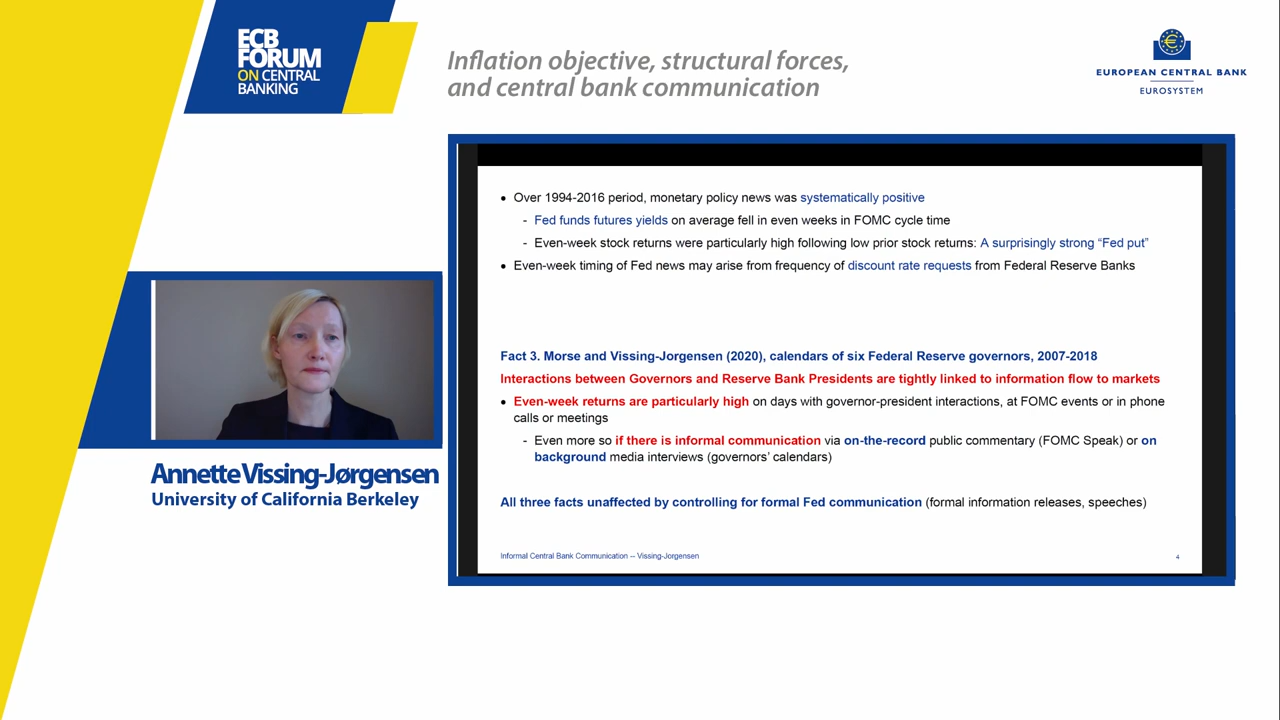 ECB
FORUM
ON CENTRAL
BANKING
Inflation objective, structural forces,
and central bank communication
EUROPEAN CENTRAL BANK
EUROSYSTEM
• Over 1994-2016 period, monetary policy news was systematically positive
- Fed funds futures yields on average fell in even weeks in FOMC cycle time
- Even-week stock returns were particularly high following low prior stock returns: A surprisingly strong “Fed put”
• Even-week timing of Fed news may arise from frequency of discount rate requests from Federal Reserve Banks
Fact 3. Morse and Vissing-Jorgensen (2020), calendars of six Federal Reserve governors, 2007-2018
Interactions between Governors and Reserve Bank Presidents are tightly linked to information flow to markets
• Even-week returns are particularly high on days with governor-president interactions, at FOMC events or in phone
calls or meetings
- Even more so if there is informal communication via on-the-record public commentary (FOMC Speak) or on
background media interviews (governors’ calendars)
All three facts unaffected by controlling for formal Fed communication (formal information releases, speeches)
Informal Central Bank Communication -- Vissing-Jorgensen
4
Annette Vissing-Jørgensen
University of California Berkeley